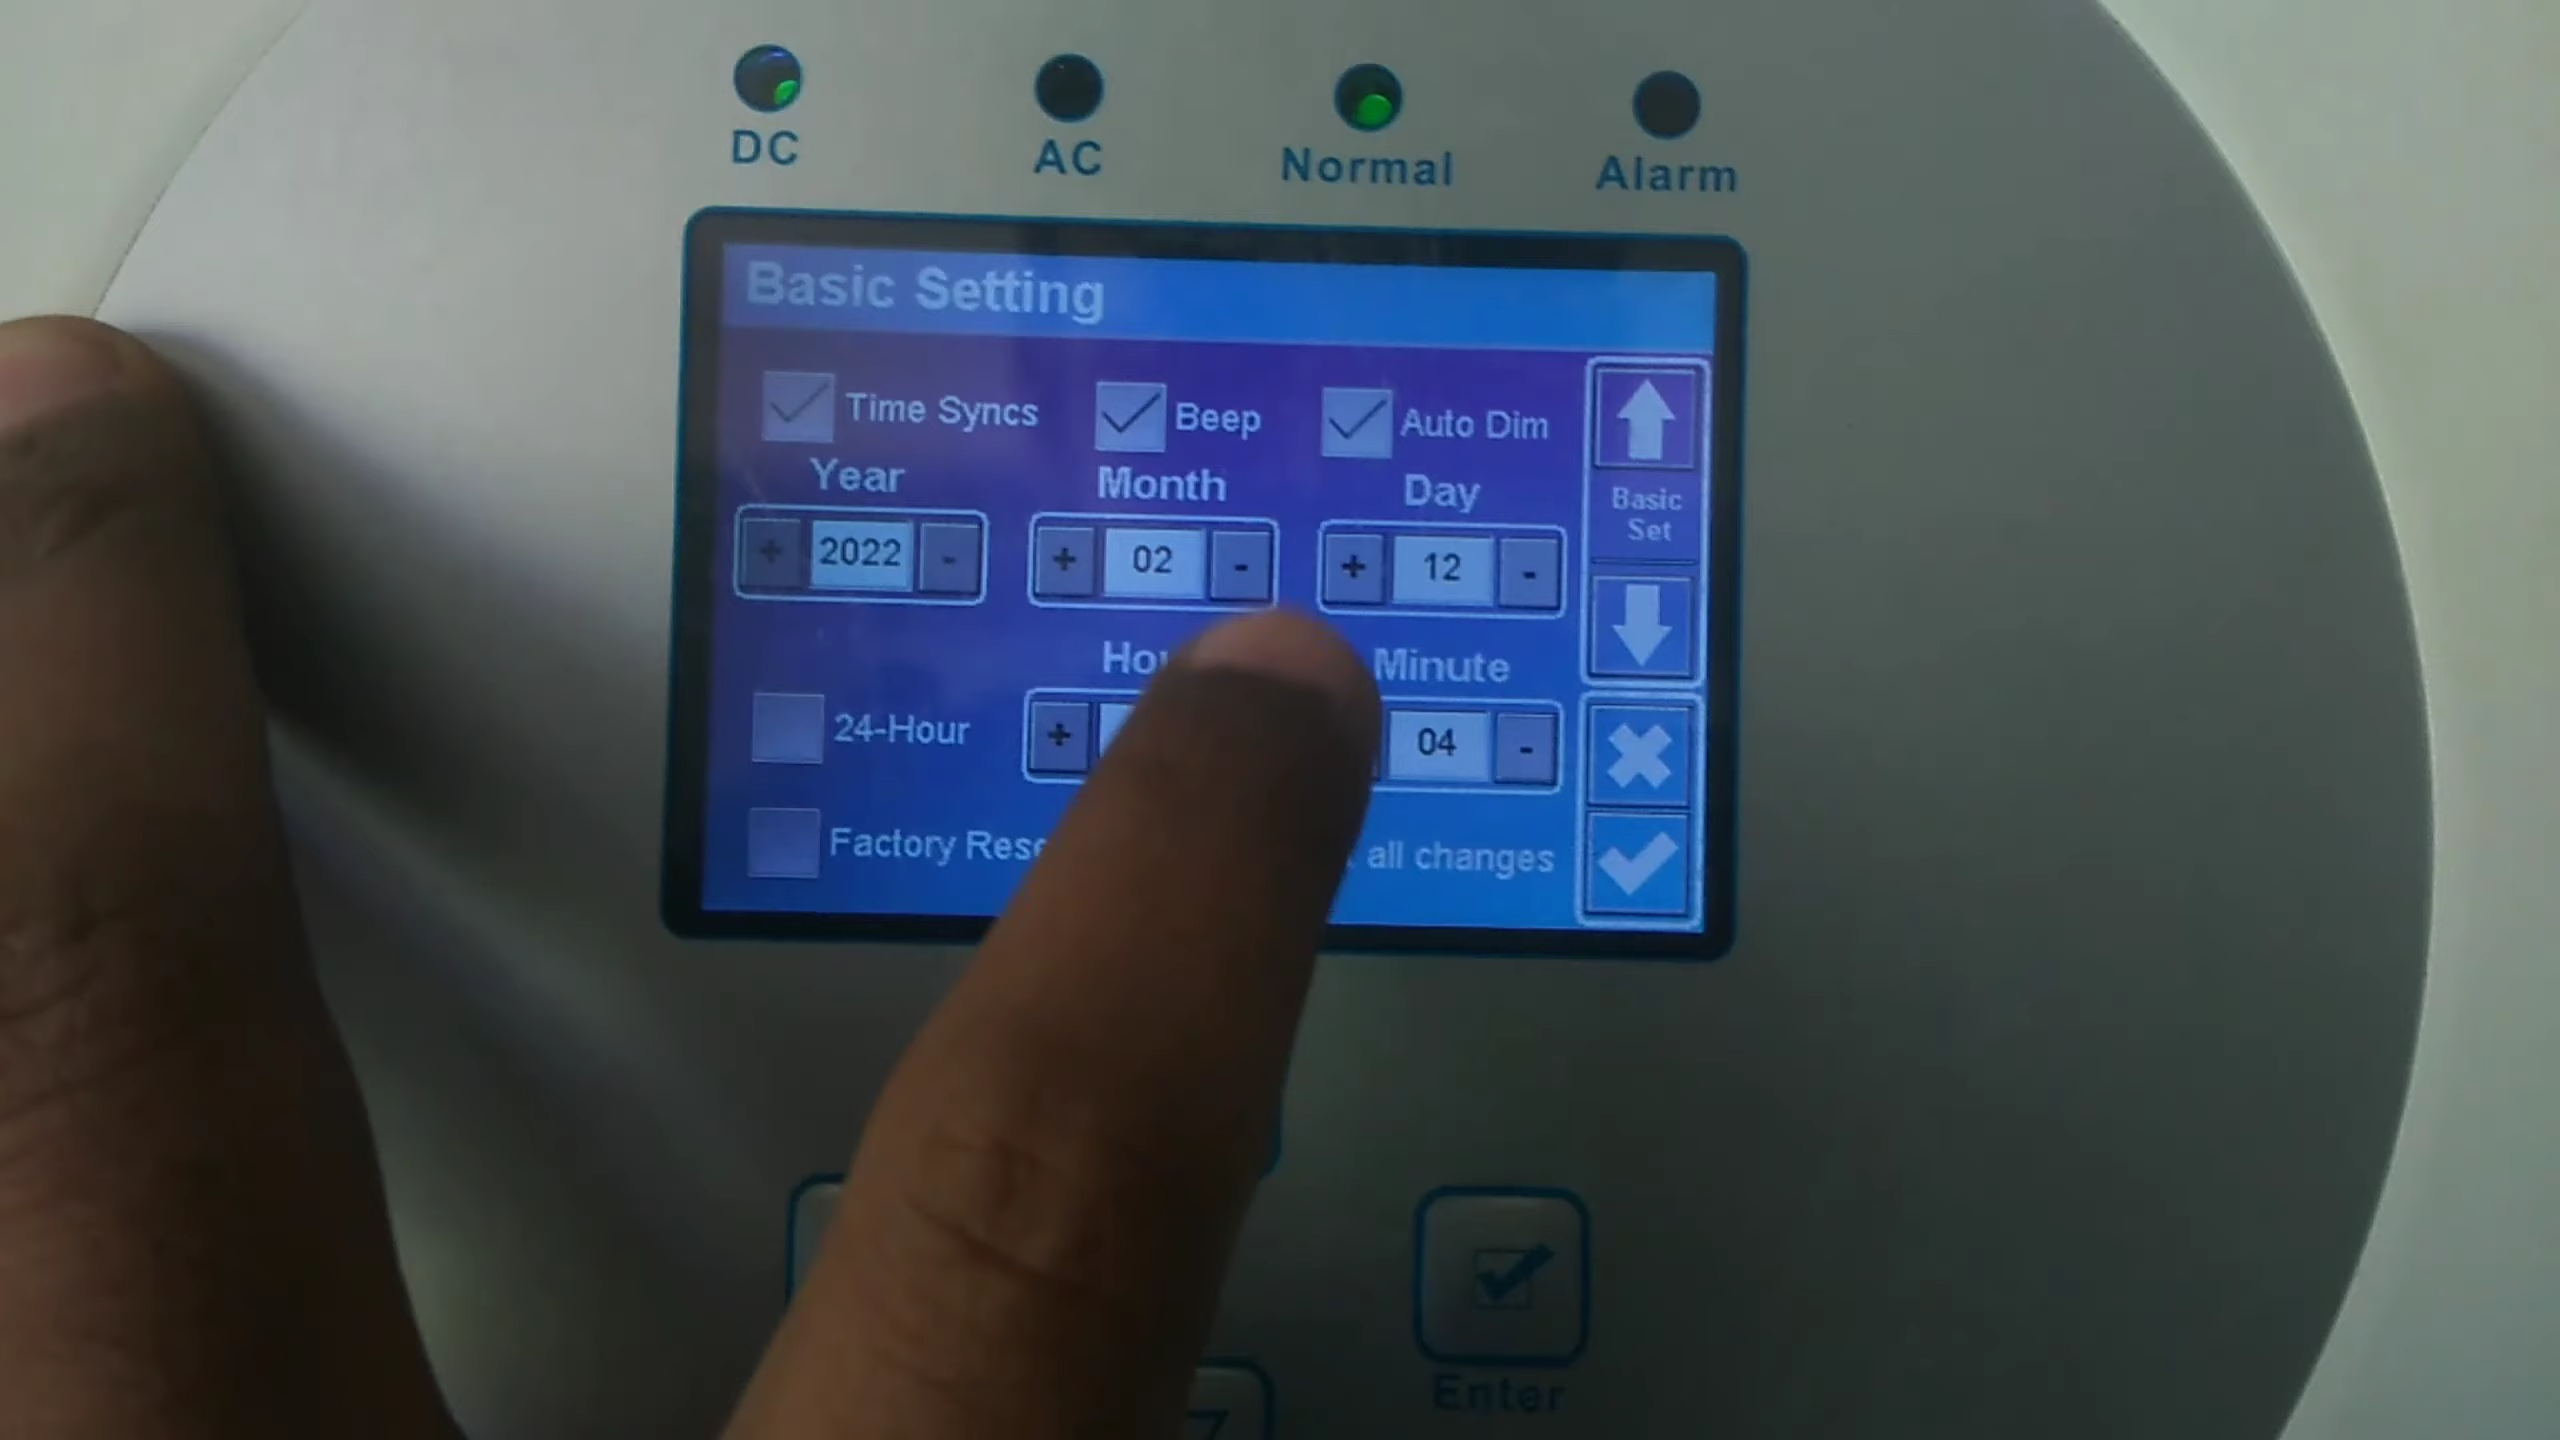 DC
AC
Normal
Alarm
Basic Setting
Time Syncs
Beep
Auto Dim
Year
Month
Day
+ 2022 -
+ 02 -
+ 12 -
Basic
Set
Minute
24-Hour
+
04 -
Factory
all changes
Enter